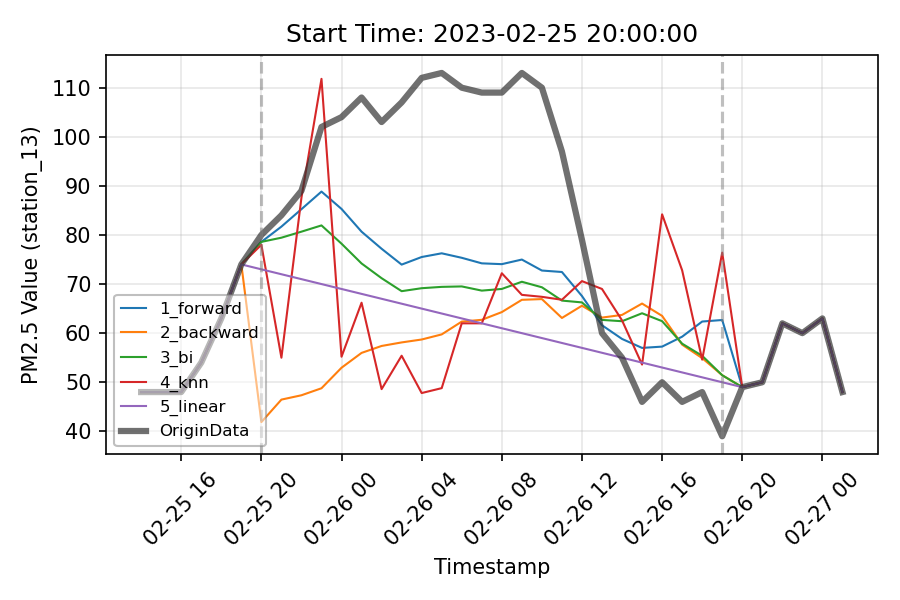 Start Time: 2023-02-25 20:00:00
PM2.5 Value (station_13)
110
100
90
80
70
60
50
40
1_forward
2_backward
3_bi
4_knn
5_linear
OriginData
02-25 16
02-25 20
02-26 00
02-26 04
02-26 08
02-26 12
02-26 16
02-26 20
02-27 00
Timestamp